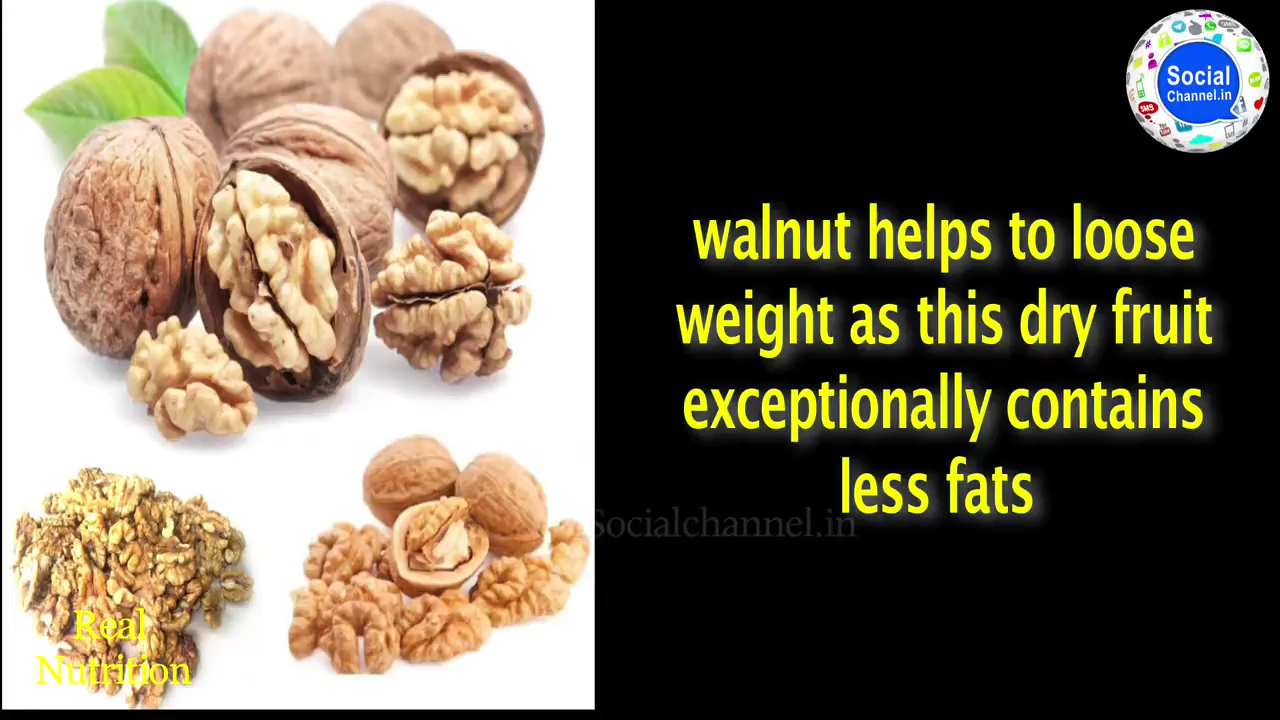 Social
Channel.in
walnut helps to loose
weight as this dry fruit
exceptionally contains
less fats
Socialchannel.in
Real
Nutrition